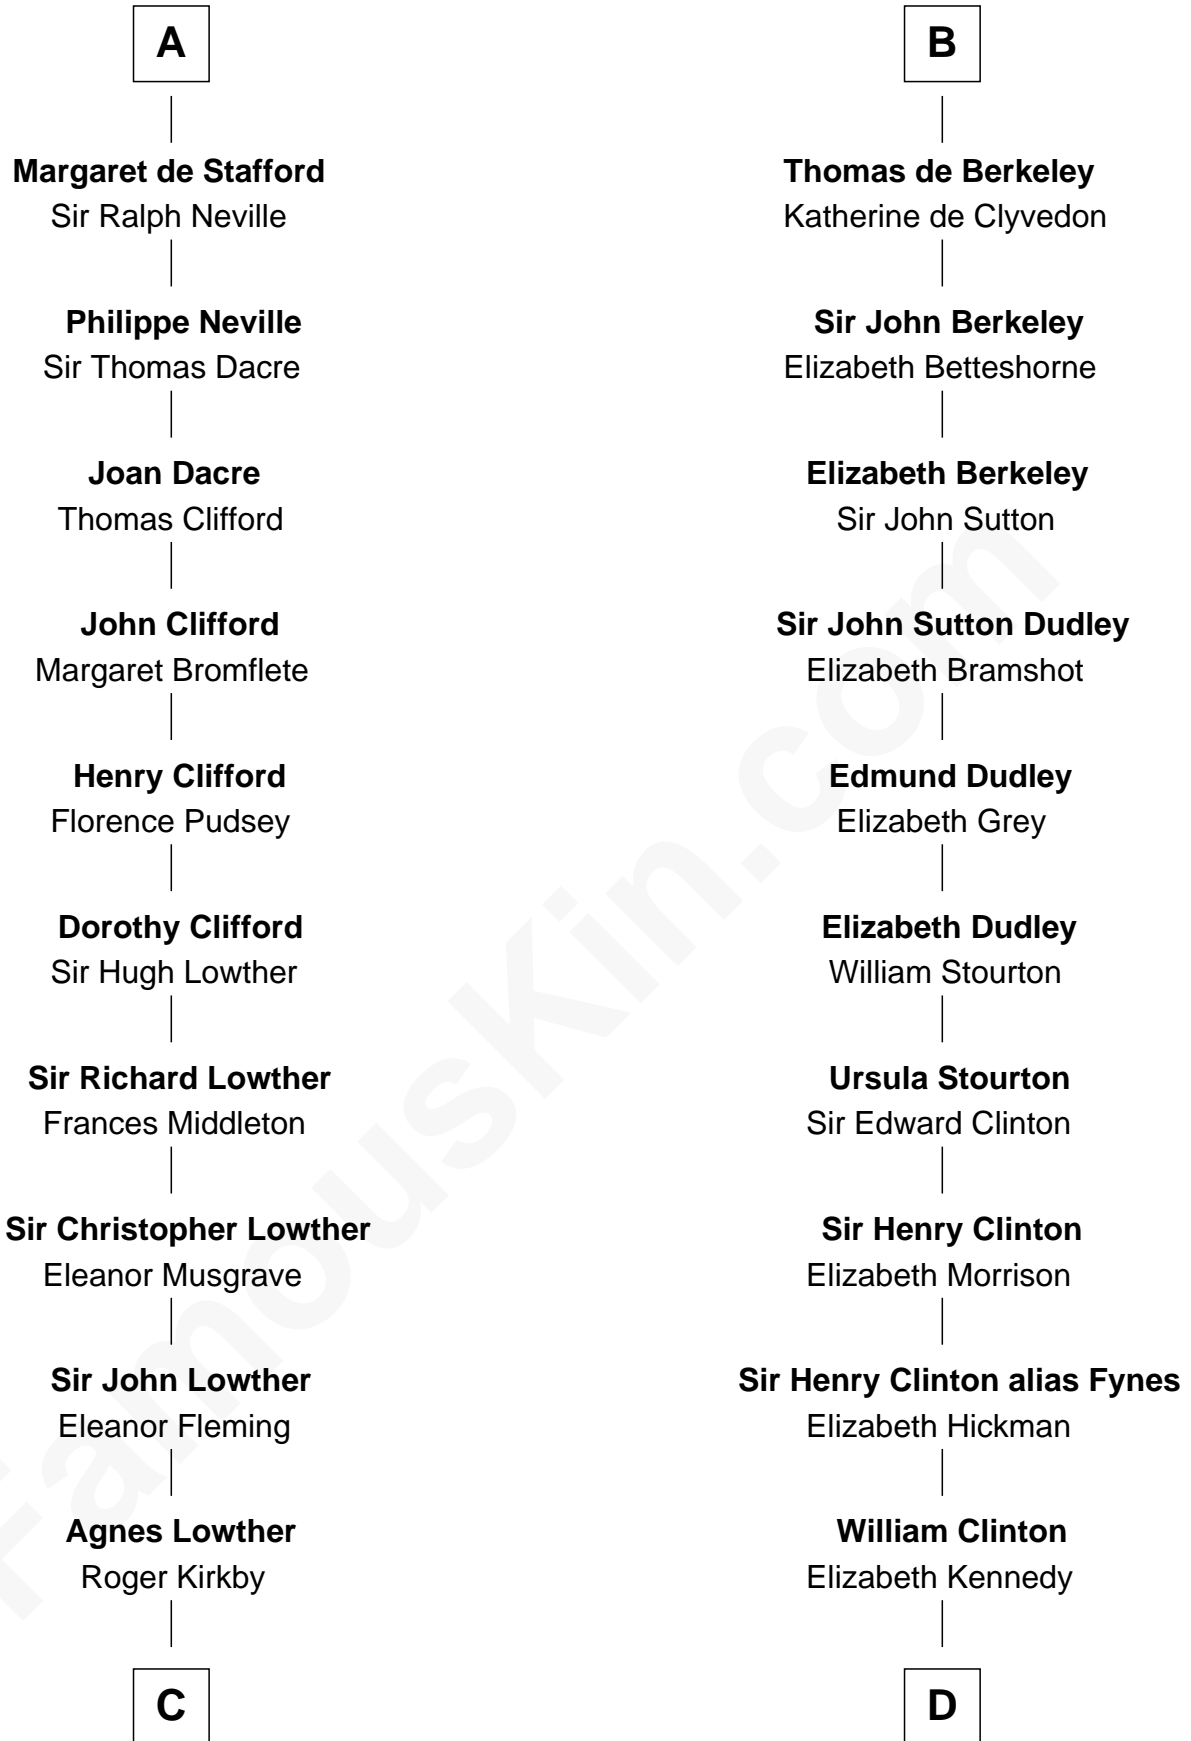 A
Margaret de Stafford
Sir Ralph Neville
Philippe Neville
Sir Thomas Dacre
Joan Dacre
Thomas Clifford
John Clifford
Margaret Bromflete
Henry Clifford
Florence Pudsey
Dorothy Clifford
Sir Hugh Lowther
Sir Richard Lowther
Frances Middleton
Sir Christopher Lowther
Eleanor Musgrave
Sir John Lowther
Eleanor Fleming
Agnes Lowther
Roger Kirkby
C
B
Thomas de Berkeley
Katherine de Clyvedon
Sir John Berkeley
Elizabeth Betteshorne
Elizabeth Berkeley
Sir John Sutton
Sir John Sutton Dudley
Elizabeth Bramshot
Edmund Dudley
Elizabeth Grey
Elizabeth Dudley
William Stourton
Ursula Stourton
Sir Edward Clinton
Sir Henry Clinton
Elizabeth Morrison
Sir Henry Clinton alias Fynes
Elizabeth Hickman
William Clinton
Elizabeth Kennedy
D
FamousKin.com